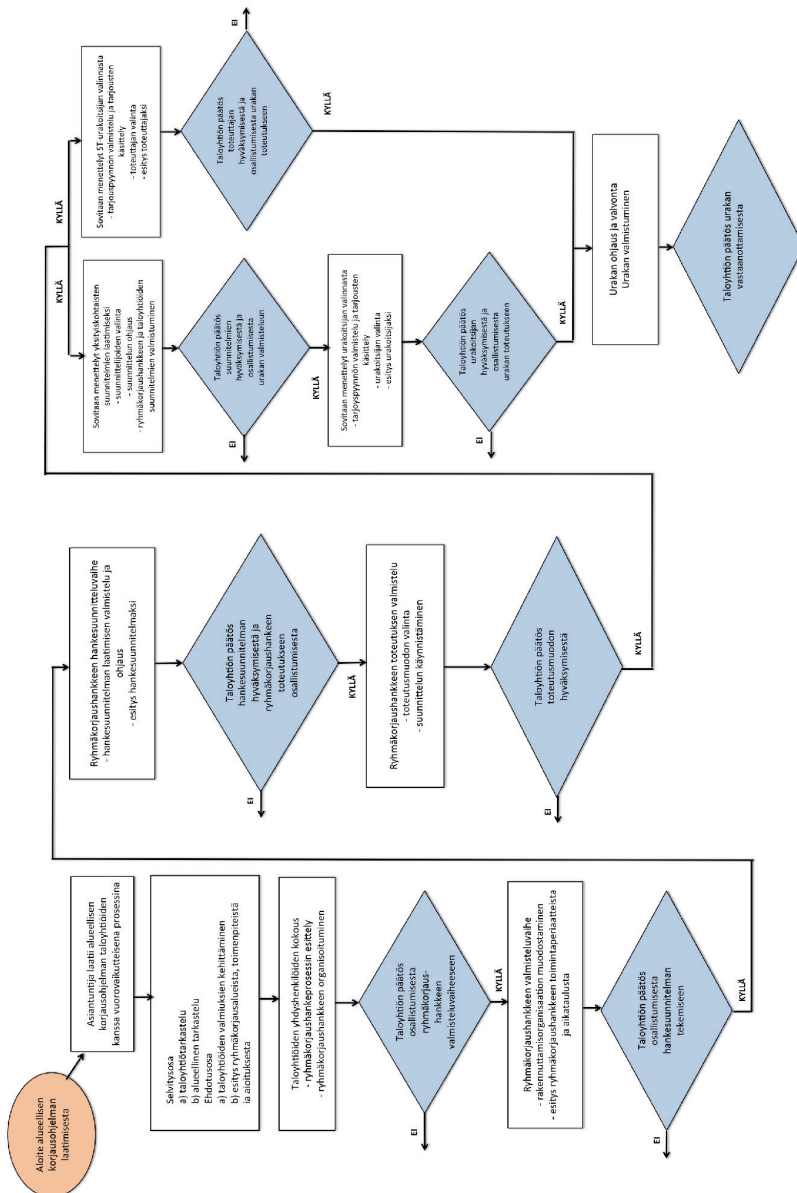 Aloite alueellisen
korjausohjelman
laatimisesta
Asiantuntija laatii alueellisen
korjausohjelman taloyhtiöiden
kanssa vuorovaikutteisena prosessina
Selvitysosa
a) taloyhtiötarkastelu
b) alueellinen tarkastelu
Ehdotusosa
a) taloyhtiöiden valmiuksien kehittäminen
b) esitys ryhmäkorjausalueista, toimenpiteistä
ja ajoituksesta
Taloyhtiöiden yhdyshenkilöiden kokous
- ryhmäkorjaushankeprosessin esittely
- ryhmäkorjaushankkeen organisoituminen
Taloyhtiön päätös
osallistumisesta
ryhmäkorjaus-
hankkeen
valmisteluvaiheeseen
EI
KYLLÄ
Ryhmäkorjaushankkeen valmisteluvaihe
- rakennuttamisorganisaation muodostaminen
- esitys ryhmäkorjaushankkeen toimintaperiaatteista
ja aikataulusta
Taloyhtiön päätös
osallistumisesta
hankesuunnitelman
tekemiseen
EI
KYLLÄ
Ryhmäkorjaushankkeen hankesuunnitteluvaihe
- hankesuunnitelman laatimisen valmistelu ja
ohjaus
- esitys hankesuunnitelmaksi
Taloyhtiön päätös
hankesuunnitelman
hyväksymisestä ja
ryhmäkorjaushankeen
toteutukseen
osallistumisesta
EI
KYLLÄ
Ryhmäkorjaushankkeen toteutuksen valmistelu
- toteutusmuodon valinta
- suunnittelun käynnistäminen
Taloyhtiön päätös
toteutusmuodon
hyväksymisestä
EI
KYLLÄ
KYLLÄ
KYLLÄ
Sovitaan menettelyt yksityiskohtaisten
suunnitelmien laatimiseksi
- suunnittelijoiden valinta
- suunnittelun ohjaus
- ryhmäkorjaushankkeen ja taloyhtiöiden
suunnitelmien valmistuminen
Taloyhtiön päätös
suunnitelmien
hyväksymisestä ja
osallistumisesta
urakan valmisteluun
EI
KYLLÄ
Sovitaan menettelyt urakoitsijan valinnasta
- tarjouspyynnön valmistelu ja tarjousten
käsittely
- urakoitsijan valinta
- esitys urakoitsijaksi
Taloyhtiön päätös
urakoitsijan
hyväksymisestä ja
osallistumisesta
urakan toteutukseen
EI
KYLLÄ
Sovitaan menettelyt ST-urakoitsijan valinnasta
- tarjouspyynnön valmistelu ja tarjousten
käsittely
- toteuttajan valinta
- esitys toteuttajaksi
Taloyhtiön päätös
toteuttajan
hyväksymisestä ja
osallistumisesta urakan
toteutukseen
EI
KYLLÄ
Urakan ohjaus ja valvonta
Urakan valmistuminen
Taloyhtiön päätös urakan
vastaanottamisesta